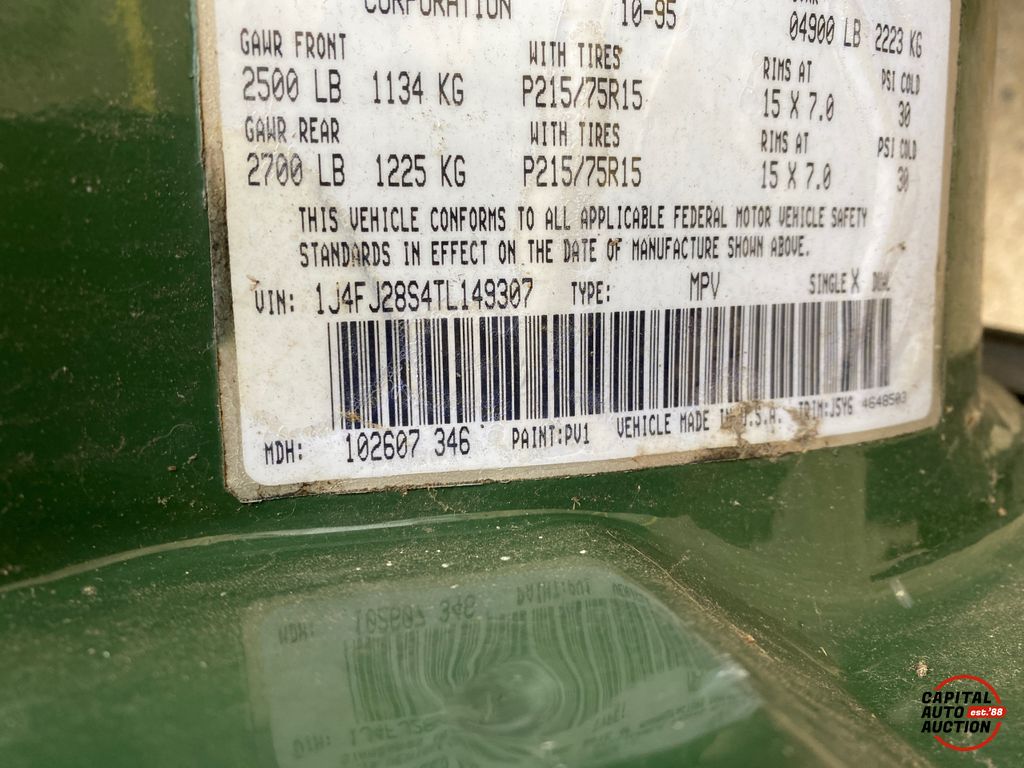 CORPORATION 10-95 04900 LB 2223 KG
GAWR FRONT WITH TIRES RIMS AT PSI COLD
2500 LB 1134 KG P215/75R15 15 X 7.0 30
GAWR REAR WITH TIRES RIMS AT PSI COLD
2700 LB 1225 KG P215/75R15 15 X 7.0 30
THIS VEHICLE CONFORMS TO ALL APPLICABLE FEDERAL MOTOR VEHICLE SAFETY
STANDARDS IN EFFECT ON THE DATE OF MANUFACTURE SHOWN ABOVE.
VIN: 1J4FJ28S4TL149307 TYPE: MPV SINGLE X DUAL
MDH: 102607 346 PAINT:PV1 VEHICLE MADE IN U.S.A. TRIM:JSYG 4648503
CAPITAL
AUTO est.'88
AUCTION